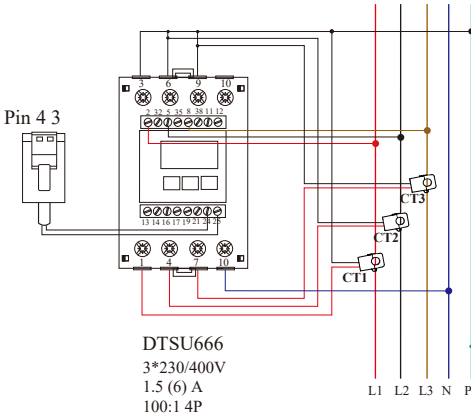 3 6 9 10
2 32 5 35 8 38 11 12
Pin 4 3
CT3
13 14 16 17 19 21 24 25
CT2
CT1
1 4 7 10
DTSU666
3*230/400V
1.5 (6) A
100:1 4P
L1 L2 L3 N P